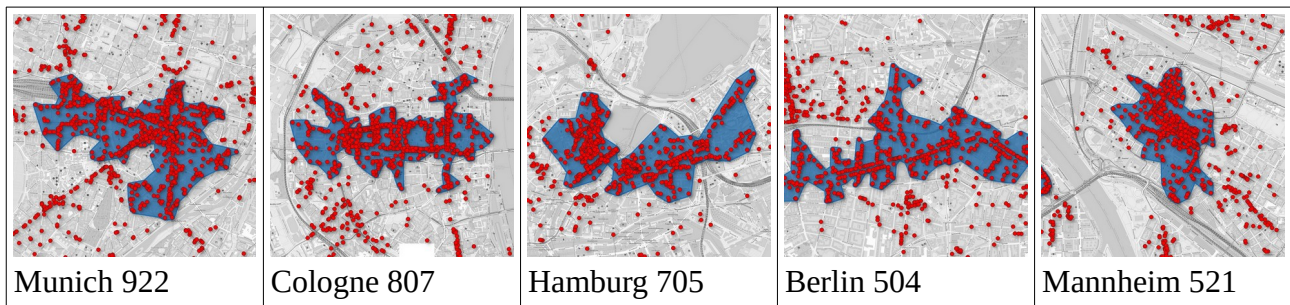 Munich 922
Cologne 807
Hamburg 705
Berlin 504
Mannheim 521